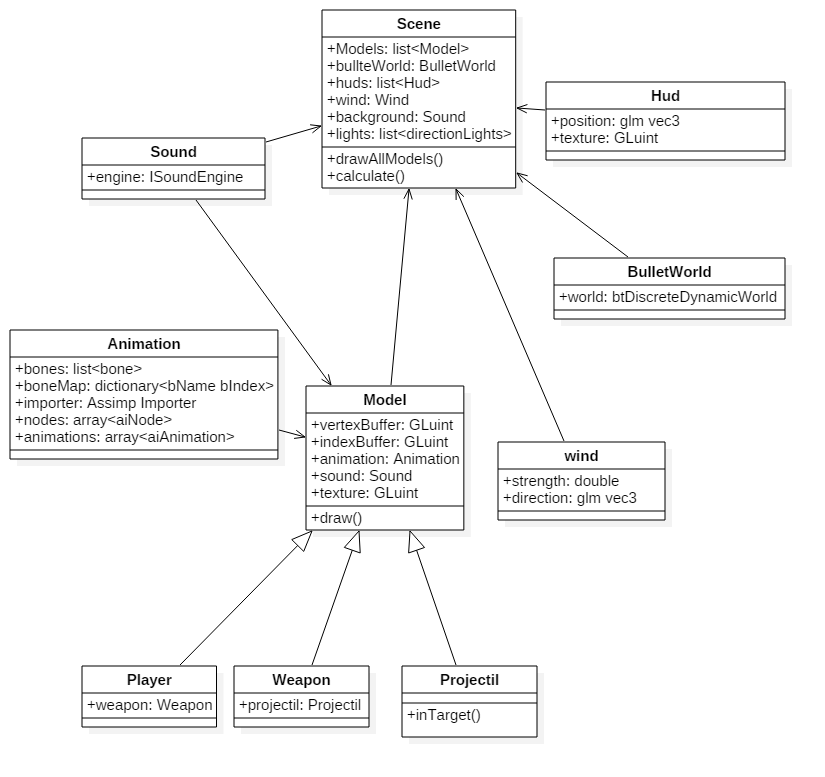 Scene
+Models: list<Model>
+bullteWorld: BulletWorld
+huds: list<Hud>
+wind: Wind
+background: Sound
+lights: list<directionLights>
+drawAllModels()
+calculate()
Hud
+position: glm vec3
+texture: GLuint
Sound
+engine: ISoundEngine
BulletWorld
+world: btDiscreteDynamicWorld
Animation
+bones: list<bone>
+boneMap: dictionary<bName bIndex>
+importer: Assimp Importer
+nodes: array<aiNode>
+animations: array<aiAnimation>
Model
+vertexBuffer: GLuint
+indexBuffer: GLuint
+animation: Animation
+sound: Sound
+texture: GLuint
+draw()
wind
+strength: double
+direction: glm vec3
Player
+weapon: Weapon
Weapon
+projectil: Projectil
Projectil
+inTarget()